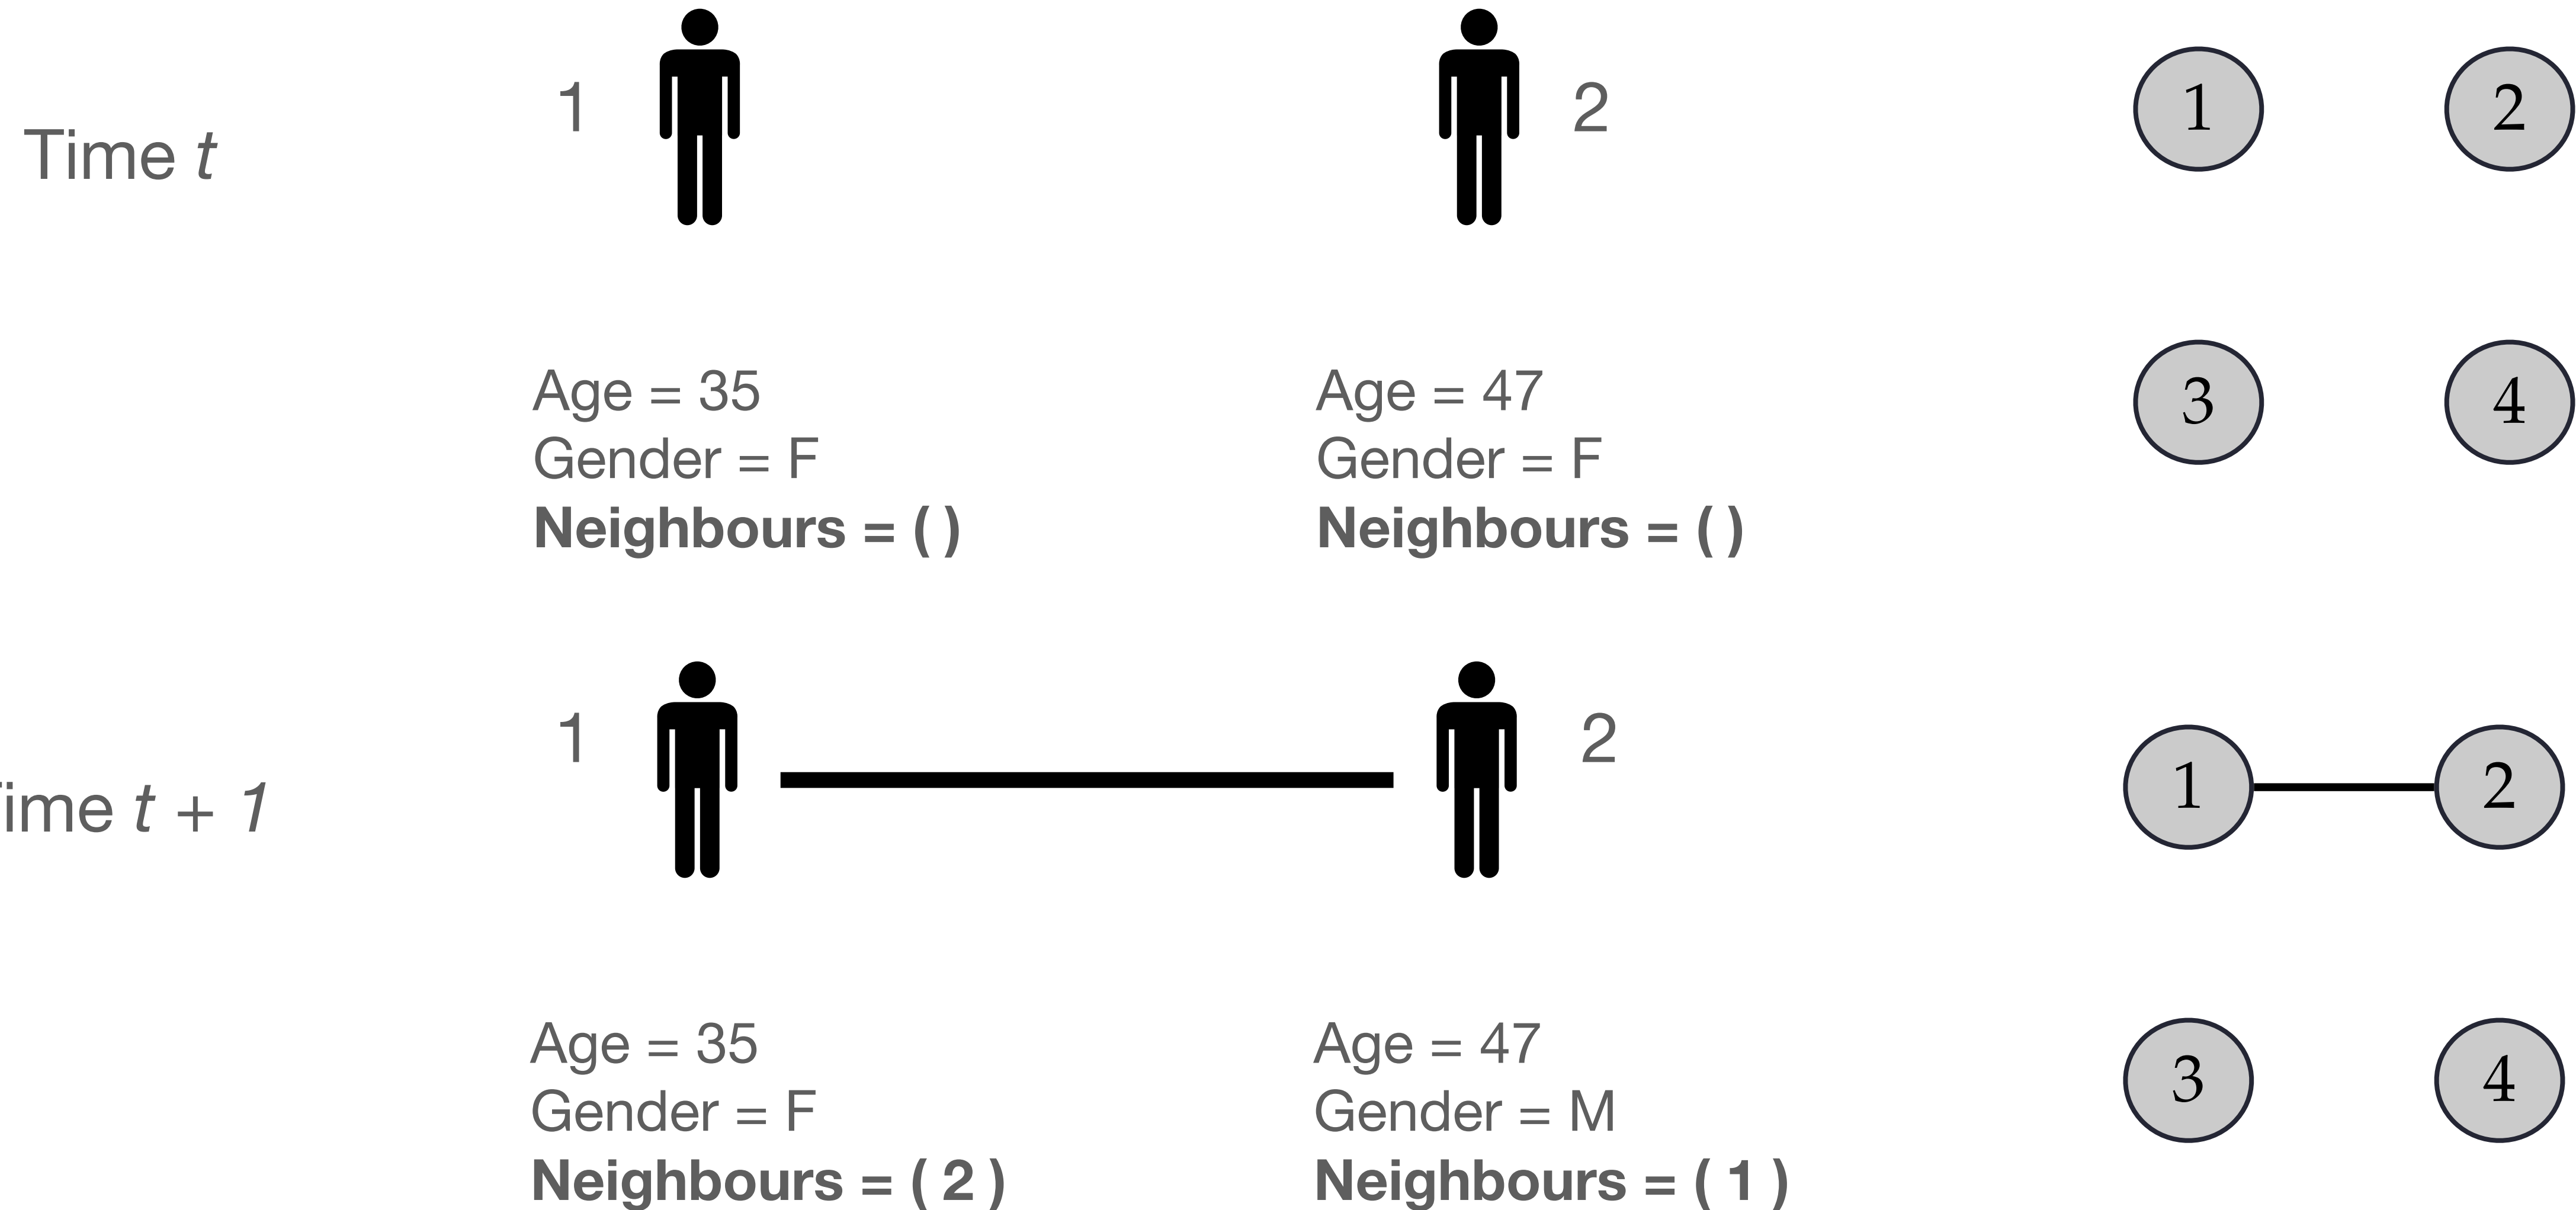 Time t
1
2
1
2
3
4
Age = 35
Gender = F
Neighbours = ( )
Age = 47
Gender = F
Neighbours = ( )
ime t + 1
1
2
1
2
3
4
Age = 35
Gender = F
Neighbours = ( 2 )
Age = 47
Gender = M
Neighbours = ( 1 )